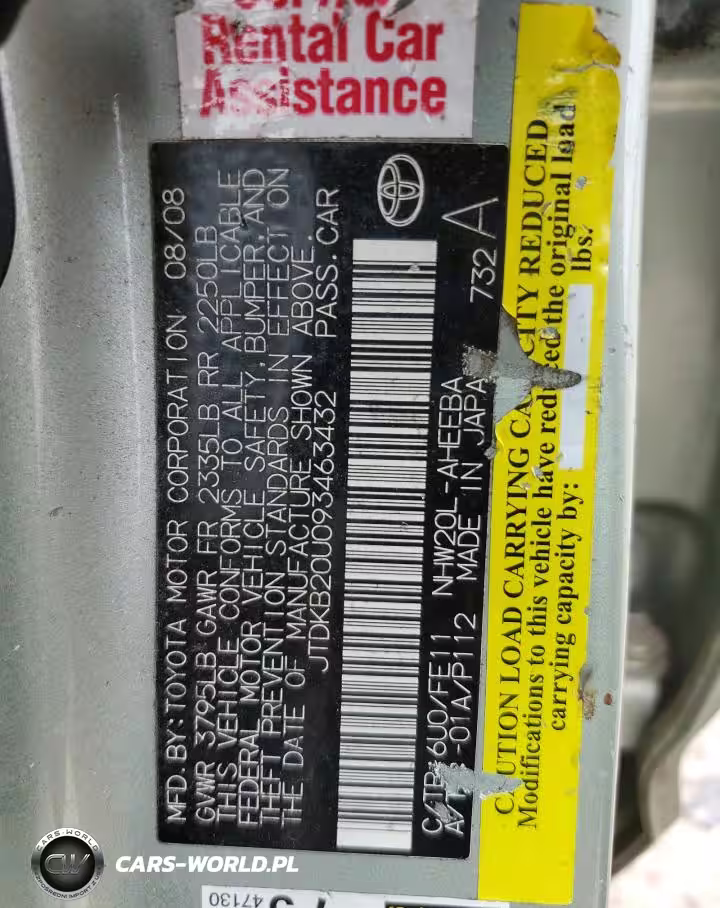 Rental Car
Assistance
MFD. BY: TOYOTA MOTOR CORPORATION 08/08
GVWR 3795LB GAWR FR 2335LB RR 2250LB
THIS VEHICLE CONFORMS TO ALL APPLICABLE
FEDERAL MOTOR VEHICLE SAFETY, BUMPER, AND
THEFT PREVENTION STANDARDS IN EFFECT ON
THE DATE OF MANUFACTURE SHOWN ABOVE.
JTDKB20U093463432 PASS. CAR
C/TR: 6U0/FE11 NHW20L-AHEEBA
A/T -01A/P112 MADE IN JAPA 732 A
CAUTION LOAD CARRYING CAPACITY REDUCED
Modifications to this vehicle have reduced the original load
carrying capacity by: lbs.
47130
CARS-WORLD
CW
CARS-WORLD.PL